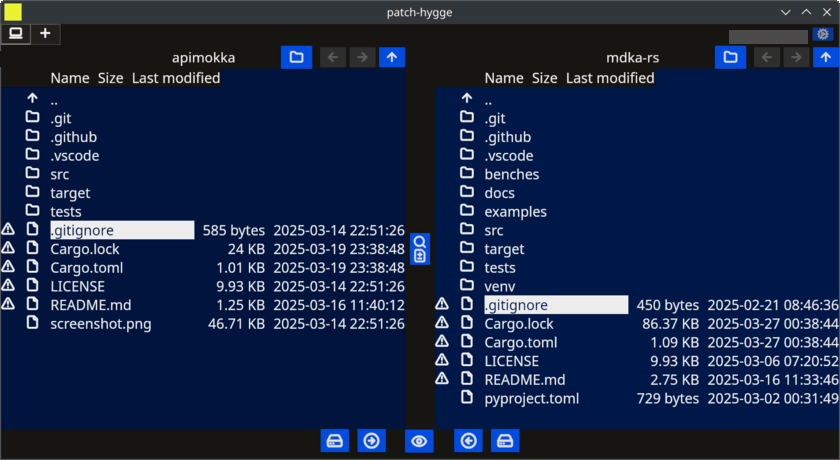 patch-hygge
apimokka
Name Size Last modified
..
.git
.github
.vscode
src
target
tests
.gitignore 585 bytes 2025-03-14 22:51:26
Cargo.lock 24 KB 2025-03-19 23:38:48
Cargo.toml 1.01 KB 2025-03-19 23:38:48
LICENSE 9.93 KB 2025-03-14 22:51:26
README.md 1.25 KB 2025-03-16 11:40:12
screenshot.png 46.71 KB 2025-03-14 22:51:26
mdka-rs
Name Size Last modified
..
.git
.github
.vscode
benches
docs
examples
src
target
tests
venv
.gitignore 450 bytes 2025-02-21 08:46:36
Cargo.lock 86.37 KB 2025-03-27 00:38:44
Cargo.toml 1.09 KB 2025-03-27 00:38:44
LICENSE 9.93 KB 2025-03-06 07:20:52
README.md 2.75 KB 2025-03-16 11:33:46
pyproject.toml 729 bytes 2025-03-02 00:31:49